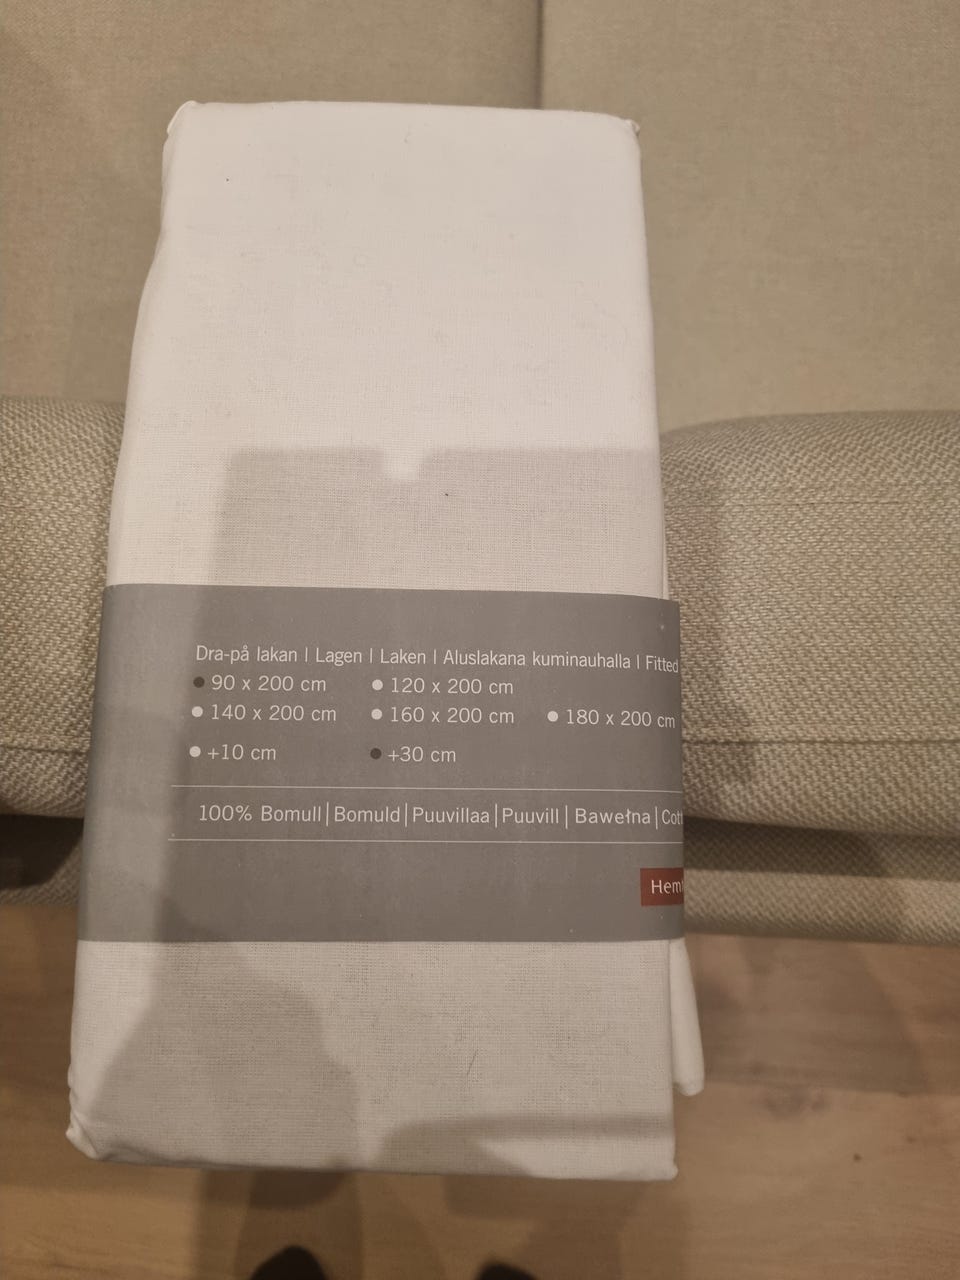 Dra-på lakan | Lagen | Laken | Aluslakana kuminauhalla | Fitted
● 90 x 200 cm ● 120 x 200 cm
● 140 x 200 cm ● 160 x 200 cm ● 180 x 200 cm
● +10 cm ● +30 cm
100% Bomull | Bomuld | Puuvillaa | Puuvill | Bawełna |